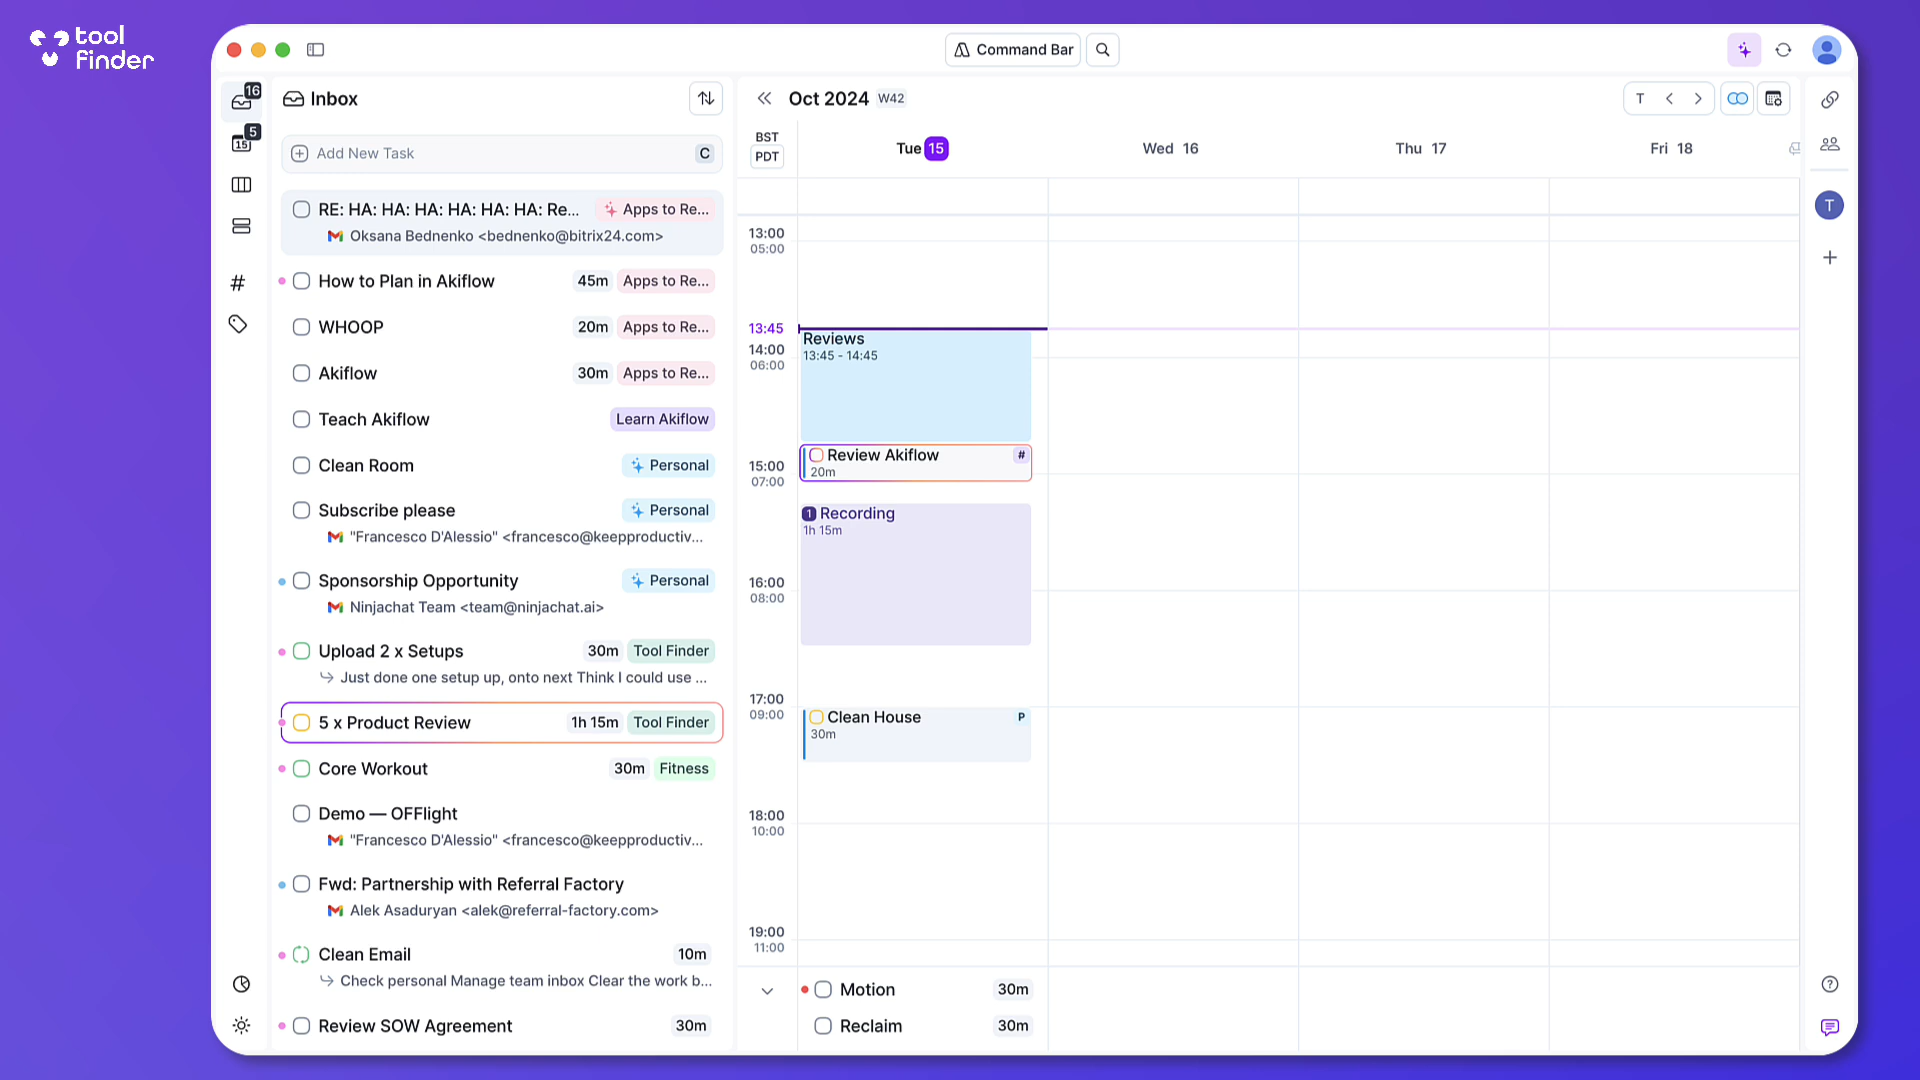 tool
finder
Command Bar
16
5
15
Inbox
Add New Task
C
RE: HA: HA: HA: HA: HA: HA: Re...
Apps to Re...
Oksana Bednenko <bednenko@bitrix24.com>
How to Plan in Akiflow
45m
Apps to Re...
WHOOP
20m
Apps to Re...
Akiflow
30m
Apps to Re...
Teach Akiflow
Learn Akiflow
Clean Room
Personal
Subscribe please
Personal
"Francesco D'Alessio" <francesco@keepproductiv...
Sponsorship Opportunity
Personal
Ninjachat Team <team@ninjachat.ai>
Upload 2 x Setups
30m
Tool Finder
Just done one setup up, onto next Think I could use ...
5 x Product Review
1h 15m
Tool Finder
Core Workout
30m
Fitness
Demo — OFFlight
"Francesco D'Alessio" <francesco@keepproductiv...
Fwd: Partnership with Referral Factory
Alek Asaduryan <alek@referral-factory.com>
Clean Email
10m
Check personal Manage team inbox Clear the work b...
Review SOW Agreement
30m
Oct 2024
W42
T
BST
PDT
Tue 15
Wed 16
Thu 17
Fri 18
13:00
05:00
13:45
14:00
06:00
15:00
07:00
16:00
08:00
17:00
09:00
18:00
10:00
19:00
11:00
Reviews
13:45 - 14:45
Review Akiflow
#
20m
1 Recording
1h 15m
Clean House
P
30m
Motion
30m
Reclaim
30m
T